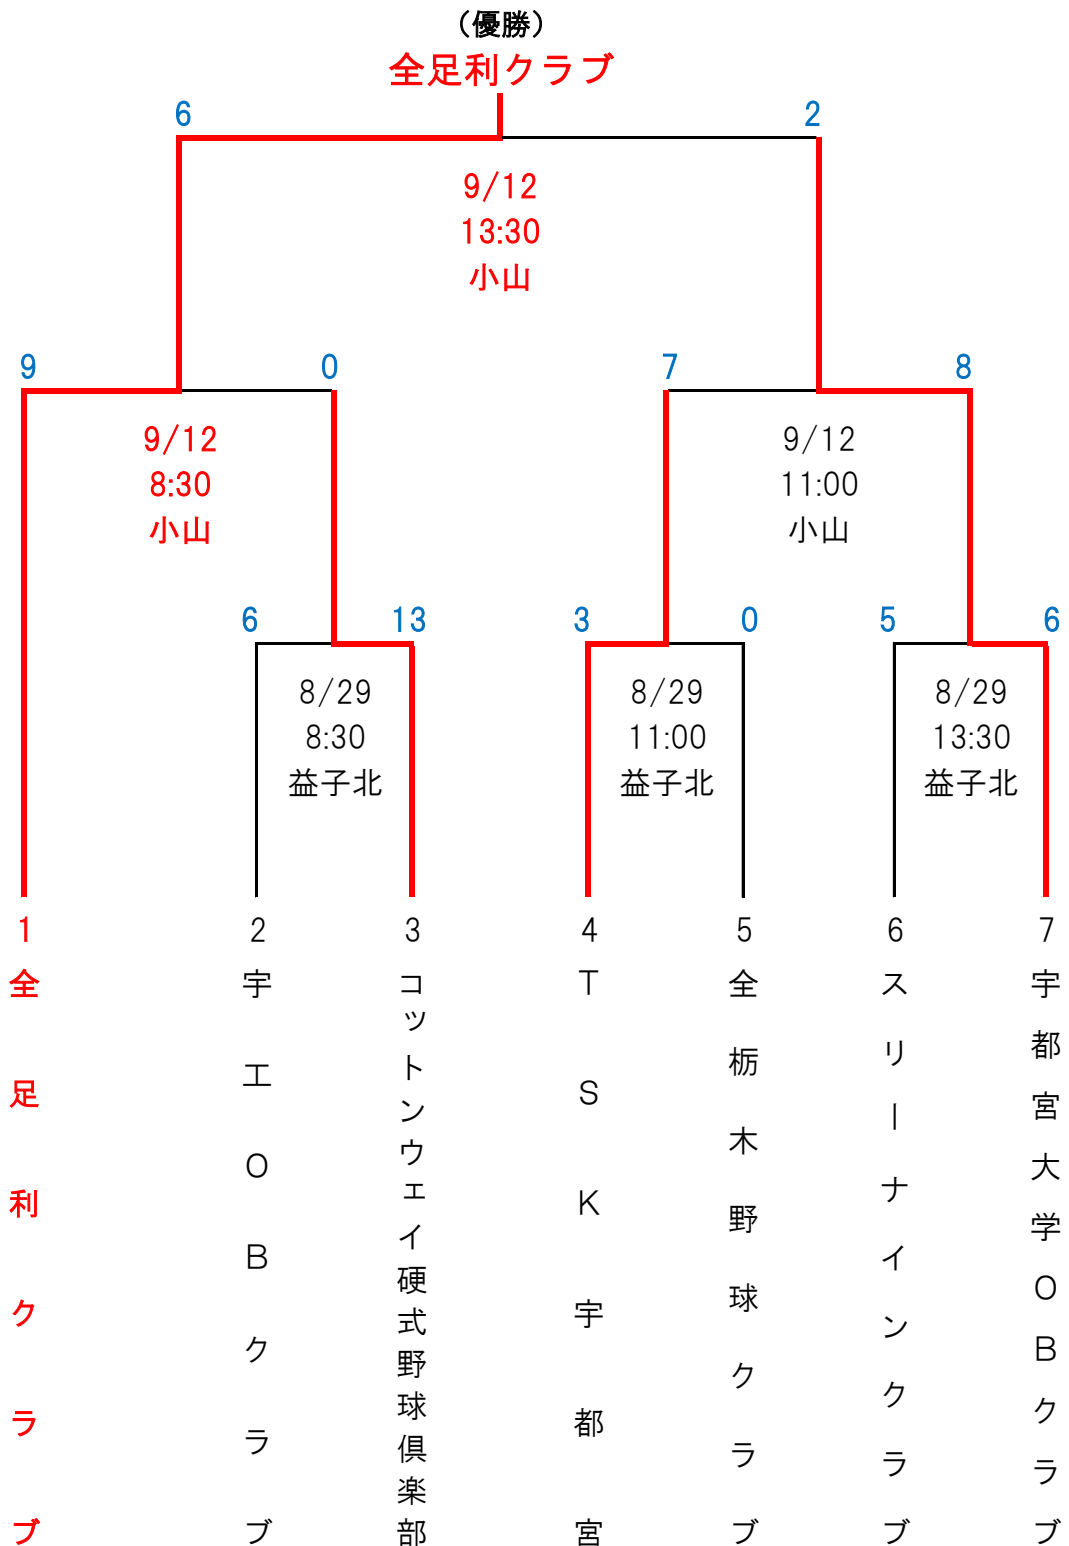 （優勝）
全足利クラブ
6
2
9/12
13:30
小山
9
0
7
8
9/12
8:30
小山
9/12
11:00
小山
6
13
3
0
5
6
8/29
8:30
益子北
8/29
11:00
益子北
8/29
13:30
益子北
1
全足利クラブ
2
宇工OBクラブ
3
コットンウェイ硬式野球倶楽部
4
TSK宇都宮
5
全栃木野球クラブ
6
スリーナインクラブ
7
宇都宮大学OBクラブ